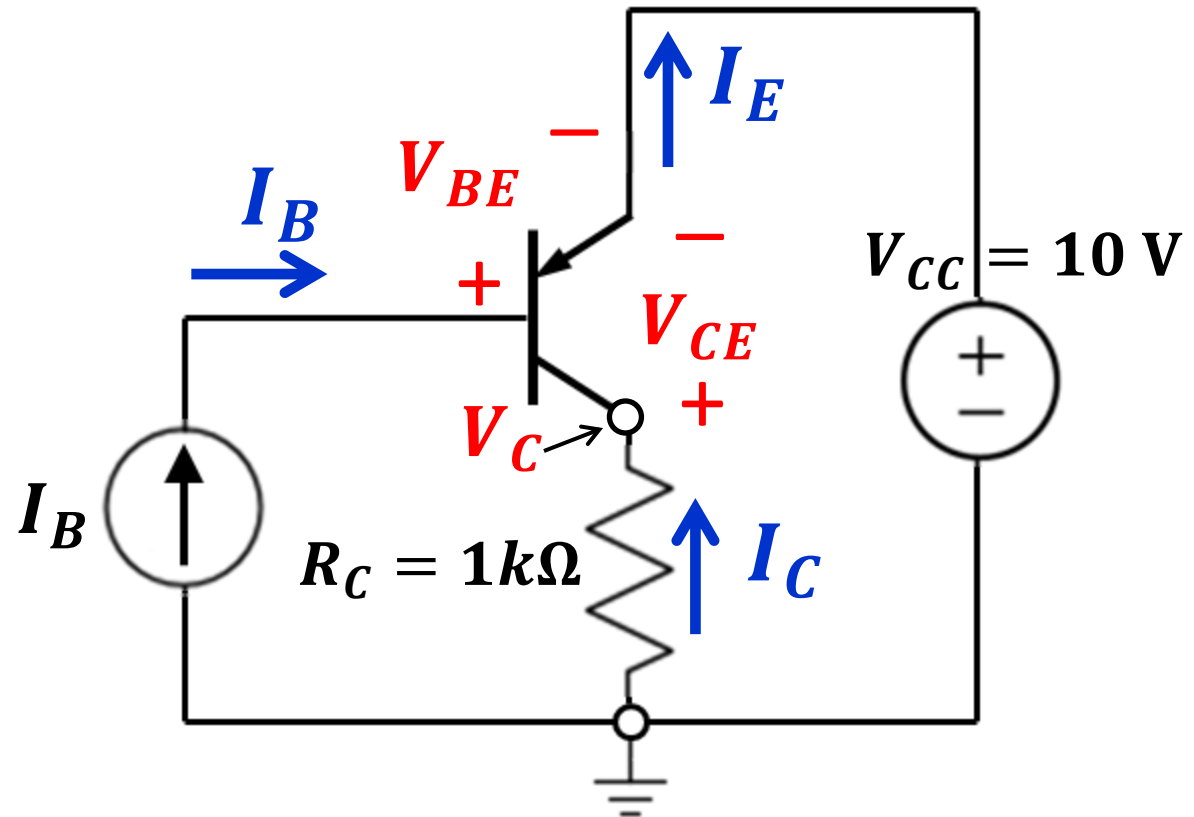 I_E
−
V_BE
I_B
−
V_CC = 10 V
+
V_CE
+
−
+
V_C
I_B
R_C = 1kΩ
I_C